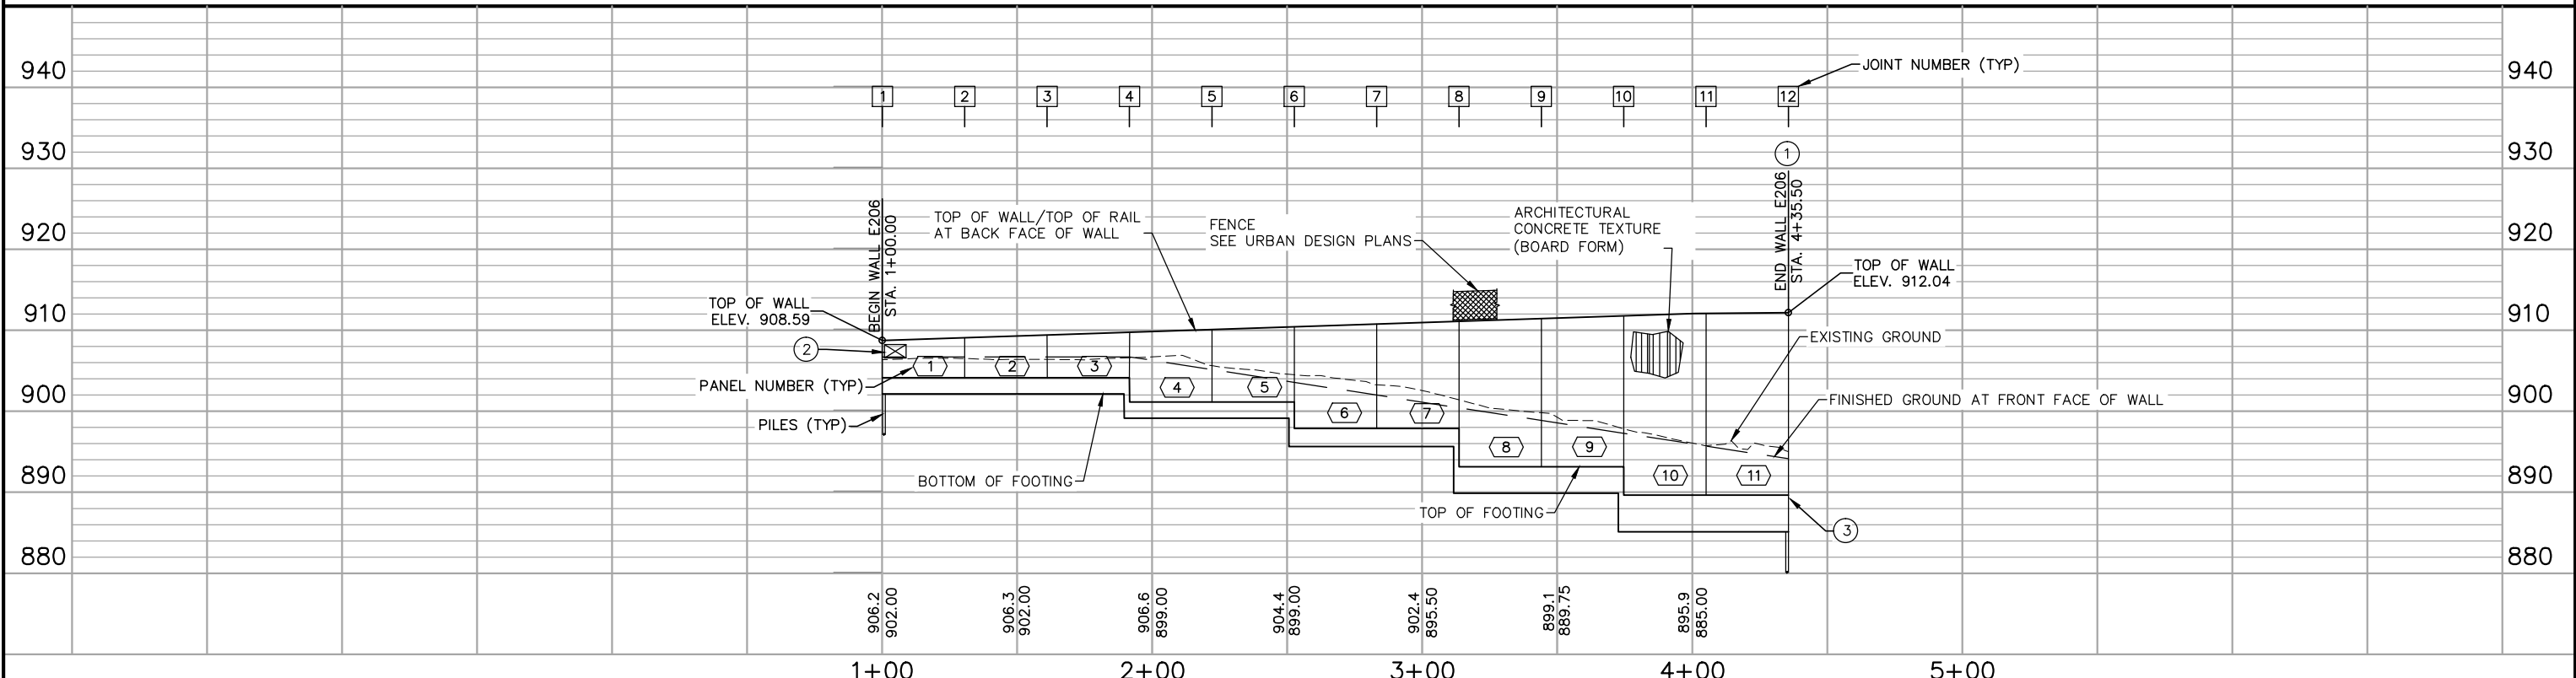 940
JOINT NUMBER (TYP)
940
1
2
3
4
5
6
7
8
9
10
11
12
930
1
930
BEGIN WALL E206
STA. 1+00.00
END WALL E206
STA. 4+35.50
TOP OF WALL/TOP OF RAIL
AT BACK FACE OF WALL
FENCE
SEE URBAN DESIGN PLANS
ARCHITECTURAL
CONCRETE TEXTURE
(BOARD FORM)
920
920
TOP OF WALL
ELEV. 912.04
TOP OF WALL
ELEV. 908.59
910
910
EXISTING GROUND
2
1
2
3
PANEL NUMBER (TYP)
4
5
900
900
FINISHED GROUND AT FRONT FACE OF WALL
6
7
PILES (TYP)
8
9
10
11
890
890
BOTTOM OF FOOTING
TOP OF FOOTING
3
880
880
906.2
902.00
906.3
902.00
906.6
899.00
904.4
899.00
902.4
895.50
899.1
889.75
895.9
885.00
1+00
2+00
3+00
4+00
5+00